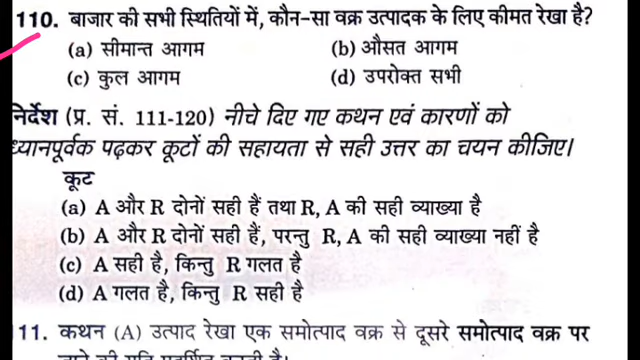 110. बाजार की सभी स्थितियों में, कौन-सा वक्र उत्पादक के लिए कीमत रेखा है?
(a) सीमान्त आगम (b) औसत आगम
(c) कुल आगम (d) उपरोक्त सभी
निर्देश (प्र. सं. 111-120) नीचे दिए गए कथन एवं कारणों को
ध्यानपूर्वक पढ़कर कूटों की सहायता से सही उत्तर का चयन कीजिए।
कूट
(a) A और R दोनों सही हैं तथा R, A की सही व्याख्या है
(b) A और R दोनों सही हैं, परन्तु R, A की सही व्याख्या नहीं है
(c) A सही है, किन्तु R गलत है
(d) A गलत है, किन्तु R सही है
11. कथन (A) उत्पाद रेखा एक समोत्पाद वक्र से दूसरे समोत्पाद वक्र पर